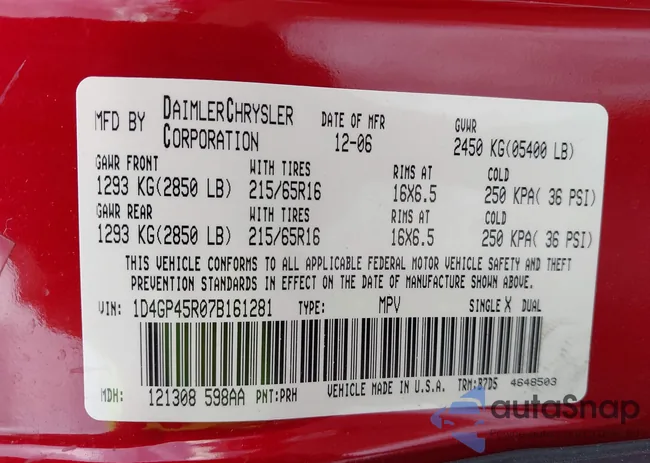 MFD BY DAIMLERCHRYSLER CORPORATION DATE OF MFR 12-06 GVWR 2450 KG(05400 LB)
GAWR FRONT WITH TIRES RIMS AT COLD
1293 KG(2850 LB) 215/65R16 16X6.5 250 KPA( 36 PSI)
GAWR REAR WITH TIRES RIMS AT COLD
1293 KG(2850 LB) 215/65R16 16X6.5 250 KPA( 36 PSI)
THIS VEHICLE CONFORMS TO ALL APPLICABLE FEDERAL MOTOR VEHICLE SAFETY AND THEFT
PREVENTION STANDARDS IN EFFECT ON THE DATE OF MANUFACTURE SHOWN ABOVE.
VIN: 1D4GP45R07B161281 TYPE: MPV SINGLE X DUAL
MDH: 121308 598AA PNT:PRH VEHICLE MADE IN U.S.A. TRM:B7D5 4648503
autoSnap